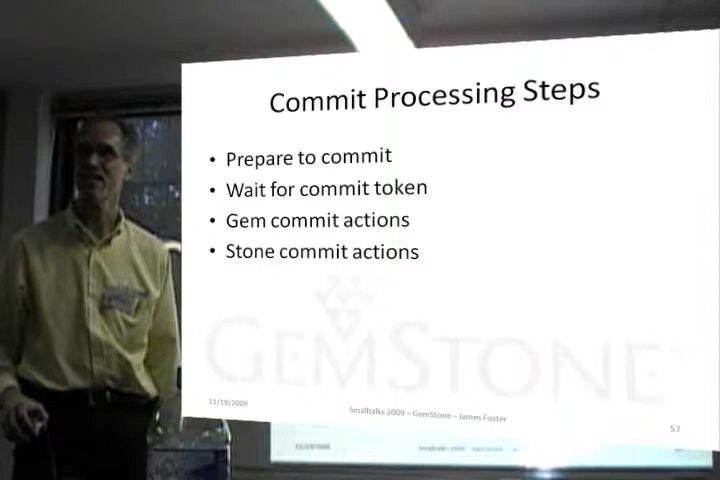 Commit Processing Steps
• Prepare to commit
• Wait for commit token
• Gem commit actions
• Stone commit actions
GEMSTONE
11/19/2009
Smalltalks 2009 – GemStone – James Foster
52